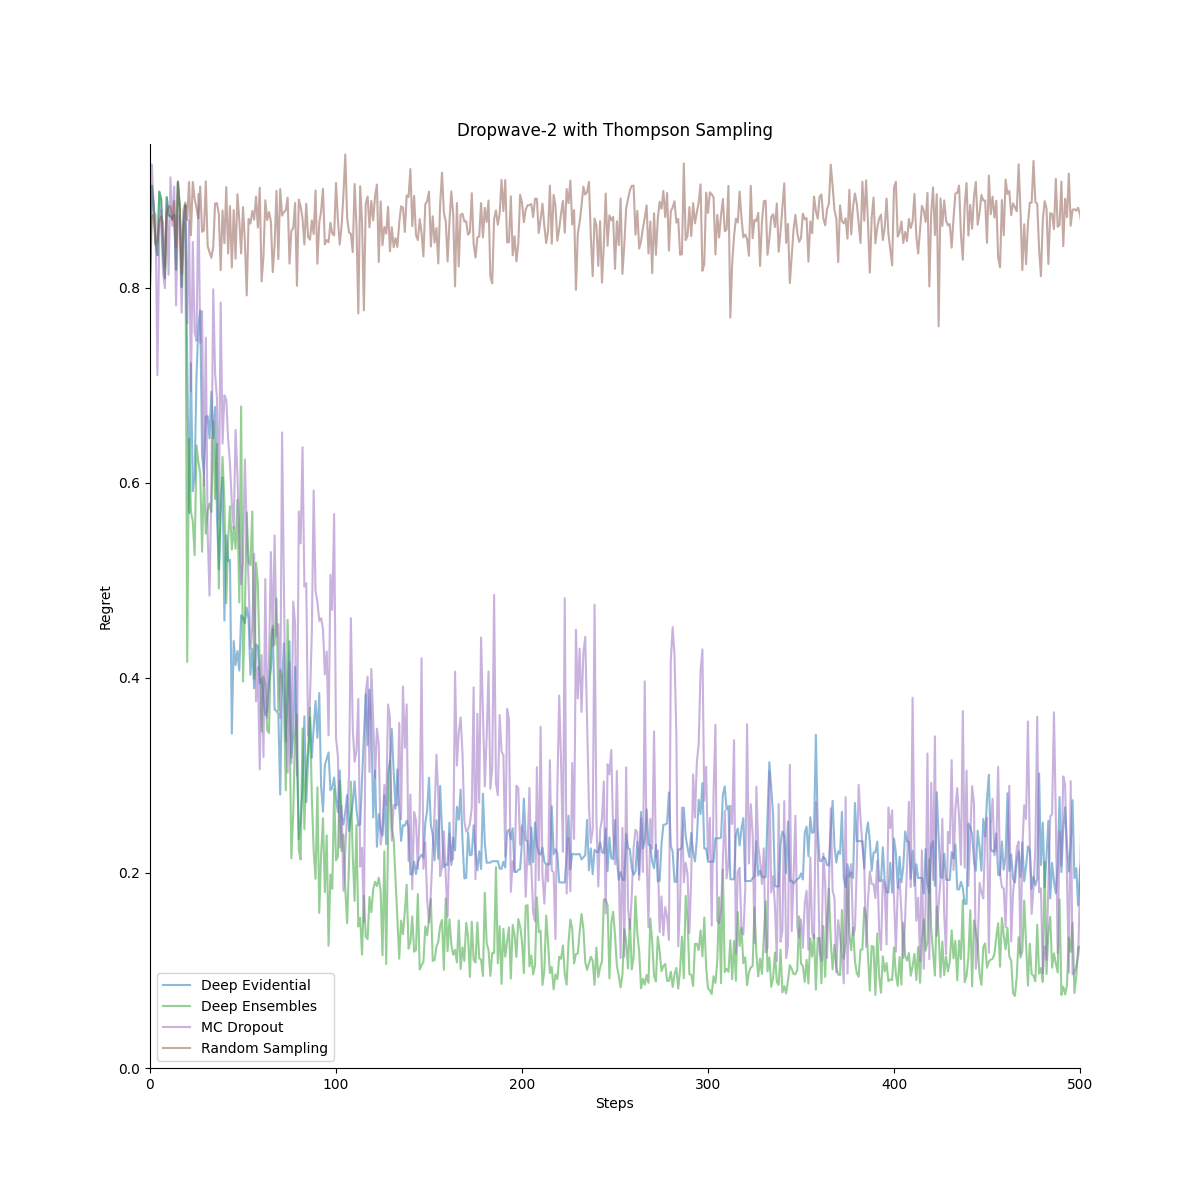 Dropwave-2 with Thompson Sampling
Regret
0.8
0.6
0.4
0.2
0.0
Deep Evidential
Deep Ensembles
MC Dropout
Random Sampling
0 100 200 300 400 500
Steps